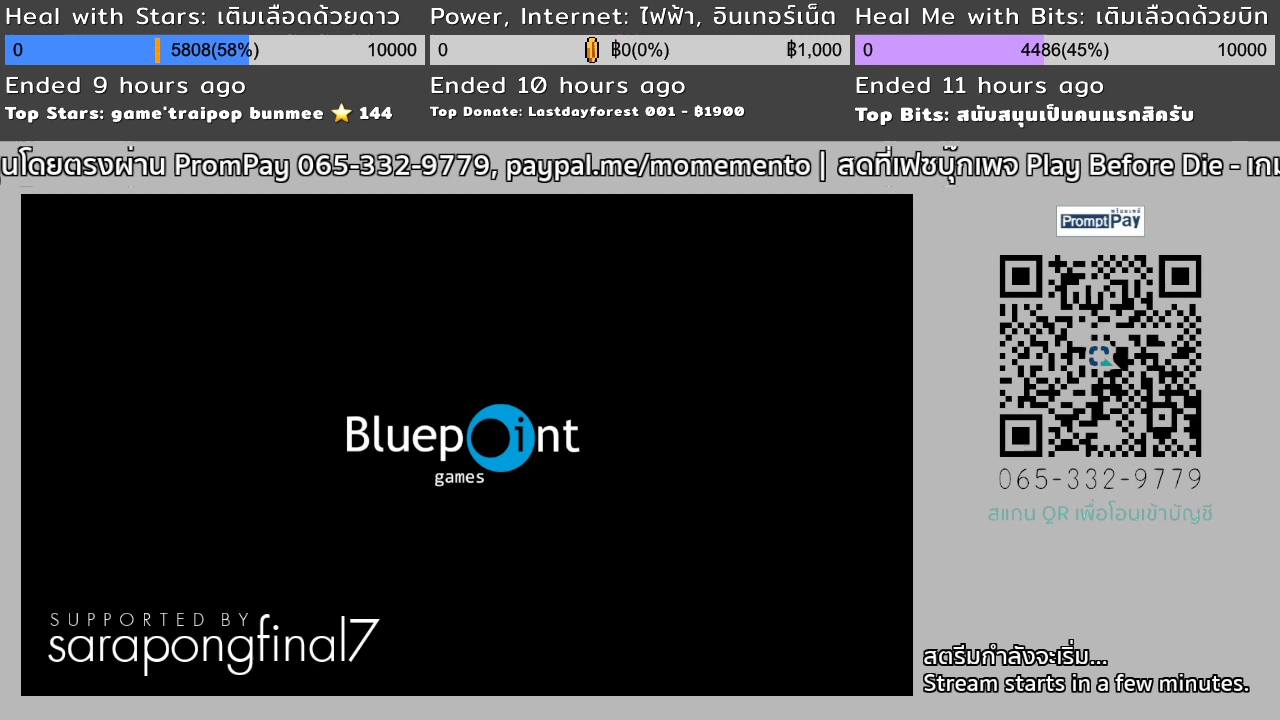 Heal with Stars: เติมเลือดด้วยดาว
0 5808(58%) 10000
Ended 9 hours ago
Top Stars: game'traipop bunmee ⭐ 144
Power, Internet: ไฟฟ้า, อินเทอร์เน็ต
0 ฿0(0%) ฿1,000
Ended 10 hours ago
Top Donate: Lastdayforest 001 - ฿1900
Heal Me with Bits: เติมเลือดด้วยบิท
0 4486(45%) 10000
Ended 11 hours ago
Top Bits: สนับสนุนเป็นคนแรกสิครับ
นโดยตรงผ่าน PromPay 065-332-9779, paypal.me/momemento | สดที่เฟซบุ๊กเพจ Play Before Die - เกม
Bluepoint
games
SUPPORTED BY
sarapongfinal7
พร้อมเพย์
PromptPay
065-332-9779
สแกน QR เพื่อโอนเข้าบัญชี
สตรีมกำลังจะเริ่ม...
Stream starts in a few minutes.